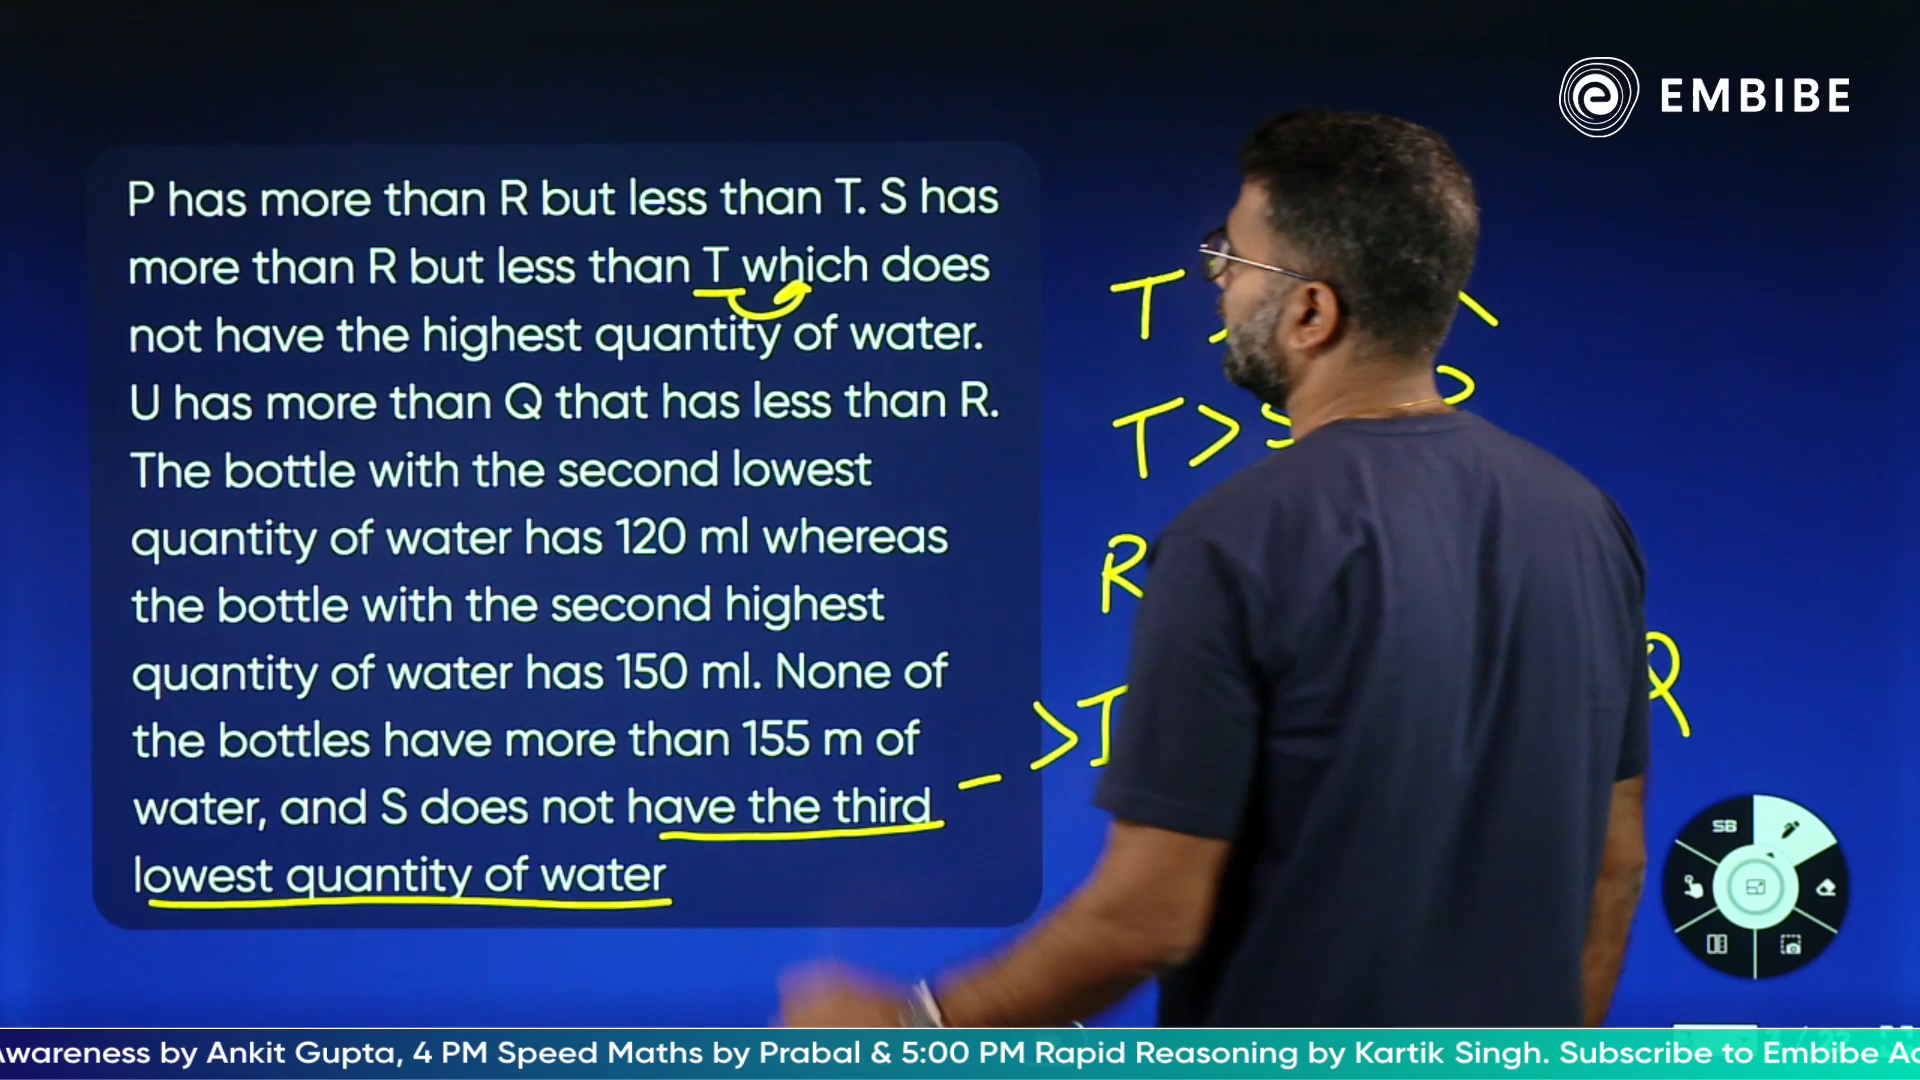 EMBIBE
P has more than R but less than T. S has
more than R but less than T which does
not have the highest quantity of water.
U has more than Q that has less than R.
The bottle with the second lowest
quantity of water has 120 ml whereas
the bottle with the second highest
quantity of water has 150 ml. None of
the bottles have more than 155 m of
water, and S does not have the third
lowest quantity of water
T
T > S
R
_ > T
Q
SB
Awareness by Ankit Gupta, 4 PM Speed Maths by Prabal & 5:00 PM Rapid Reasoning by Kartik Singh. Subscribe to Embibe